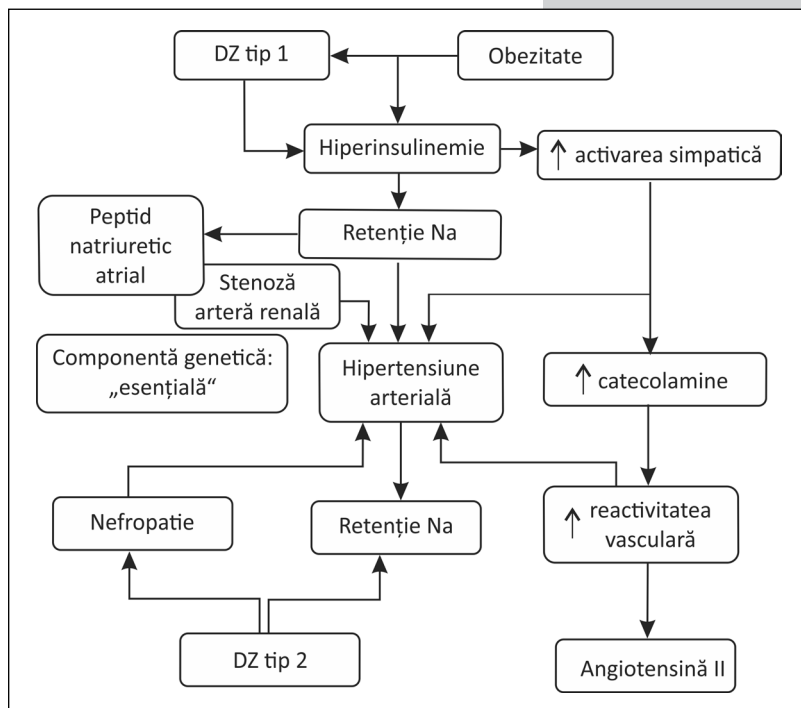 DZ tip 1
Obezitate
Hiperinsulinemie
↑ activarea simpatică
Peptid
natriuretic
atrial
Retenție Na
Stenoză
arteră renală
Componentă genetică:
„esențială“
Hipertensiune
arterială
↑ catecolamine
Nefropatie
Retenție Na
↑ reactivitatea
vasculară
DZ tip 2
Angiotensină II